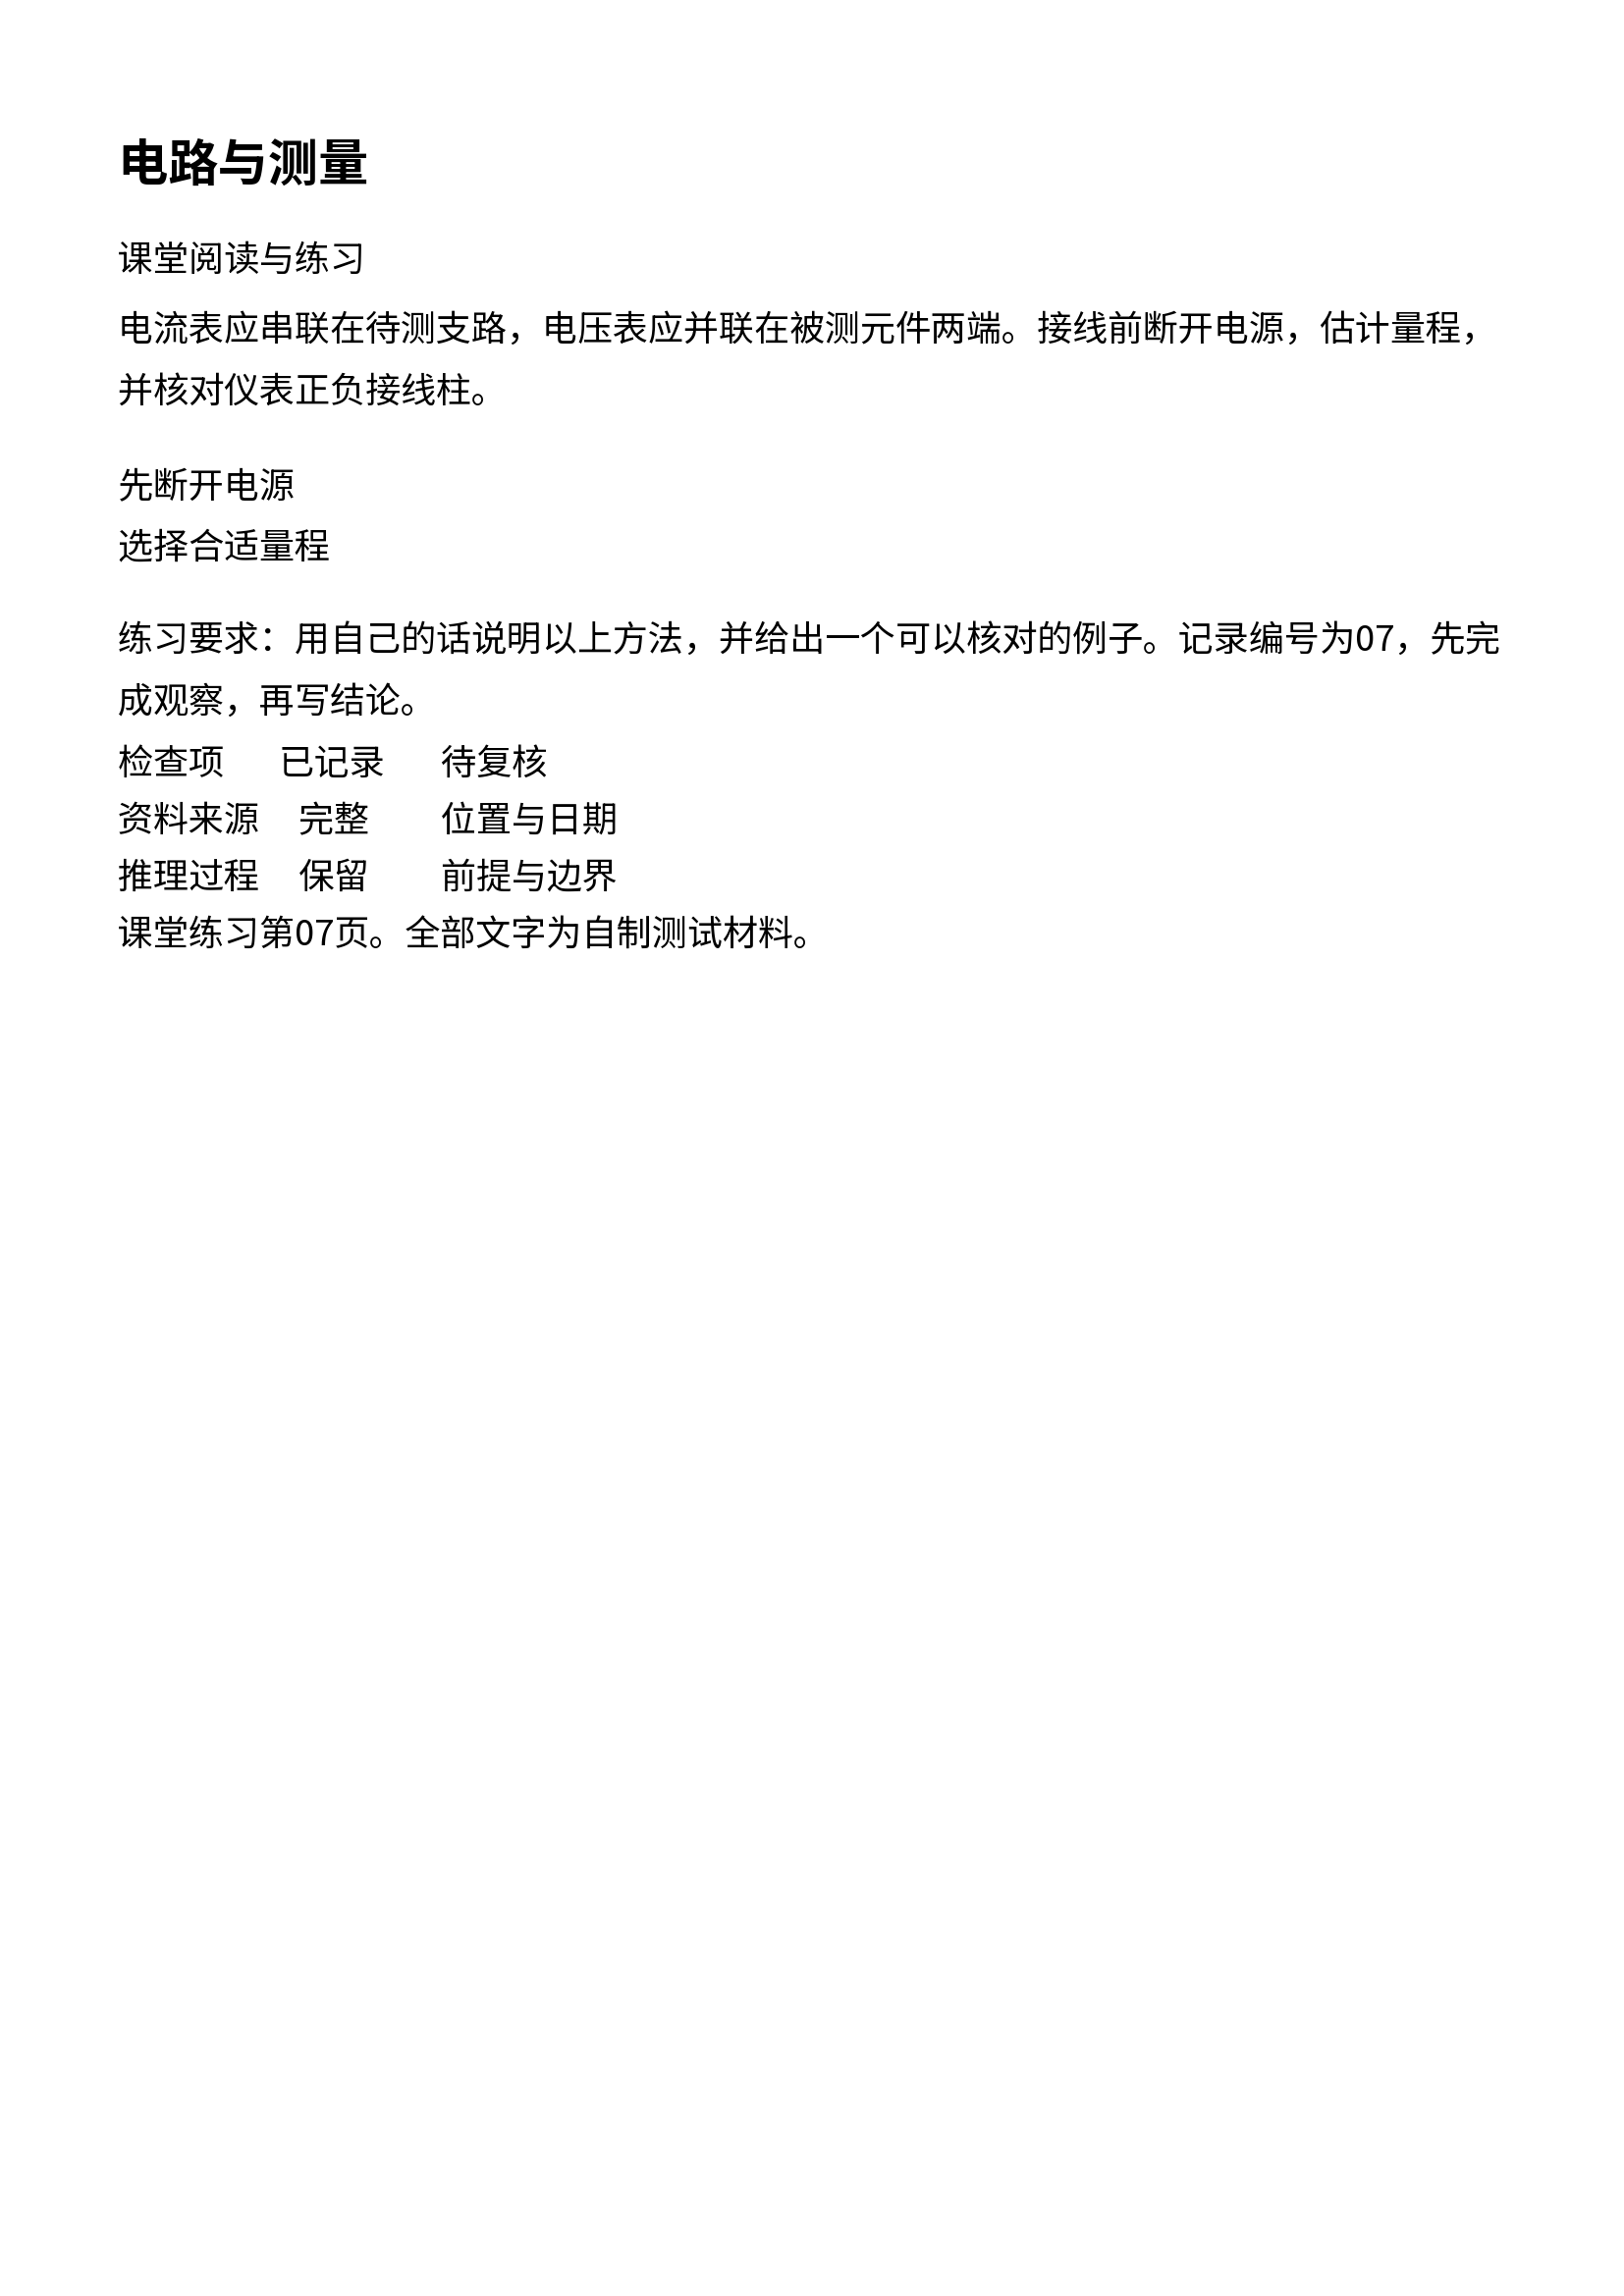 电路与测量
课堂阅读与练习
电流表应串联在待测支路，电压表应并联在被测元件两端。接线前断开电源，估计量程，
并核对仪表正负接线柱。
先断开电源
选择合适量程
练习要求：用自己的话说明以上方法，并给出一个可以核对的例子。记录编号为07，先完
成观察，再写结论。
检查项 已记录 待复核
资料来源 完整 位置与日期
推理过程 保留 前提与边界
课堂练习第07页。全部文字为自制测试材料。